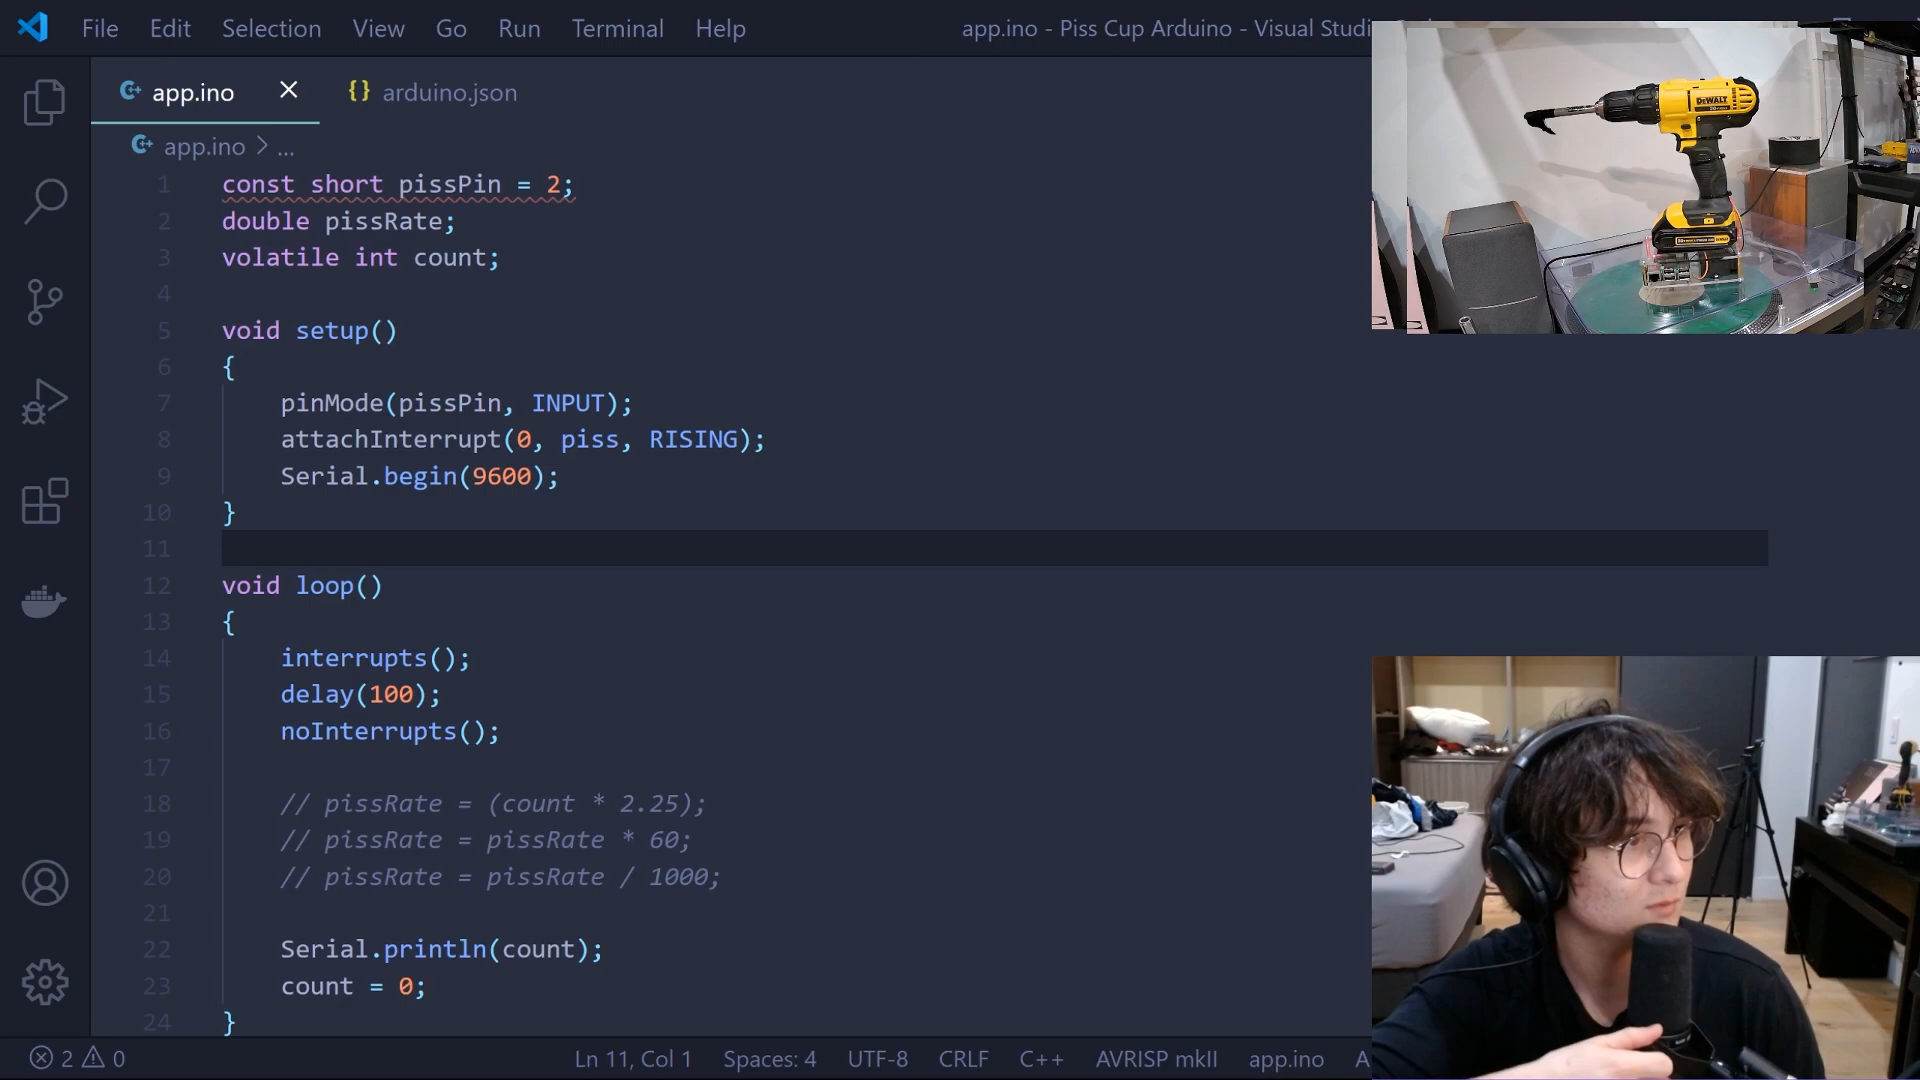 File Edit Selection View Go Run Terminal Help app.ino - Piss Cup Arduino - Visual Studi
app.ino arduino.json
app.ino > ...
1 const short pissPin = 2;
2 double pissRate;
3 volatile int count;
4
5 void setup()
6 {
7 pinMode(pissPin, INPUT);
8 attachInterrupt(0, piss, RISING);
9 Serial.begin(9600);
10 }
11
12 void loop()
13 {
14 interrupts();
15 delay(100);
16 noInterrupts();
17
18 // pissRate = (count * 2.25);
19 // pissRate = pissRate * 60;
20 // pissRate = pissRate / 1000;
21
22 Serial.println(count);
23 count = 0;
24 }
2 0 Ln 11, Col 1 Spaces: 4 UTF-8 CRLF C++ AVRISP mkII app.ino A
DEWALT